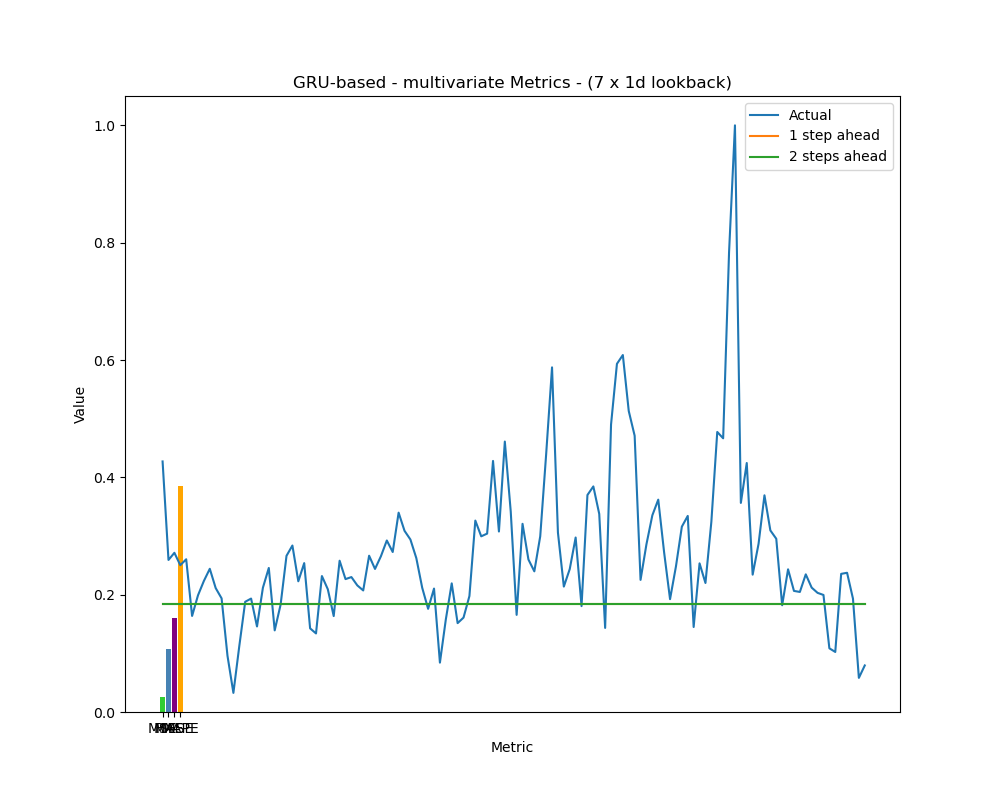 GRU-based - multivariate Metrics - (7 x 1d lookback)
Actual
1 step ahead
2 steps ahead
1.0
0.8
0.6
0.4
0.2
0.0
Value
Metric